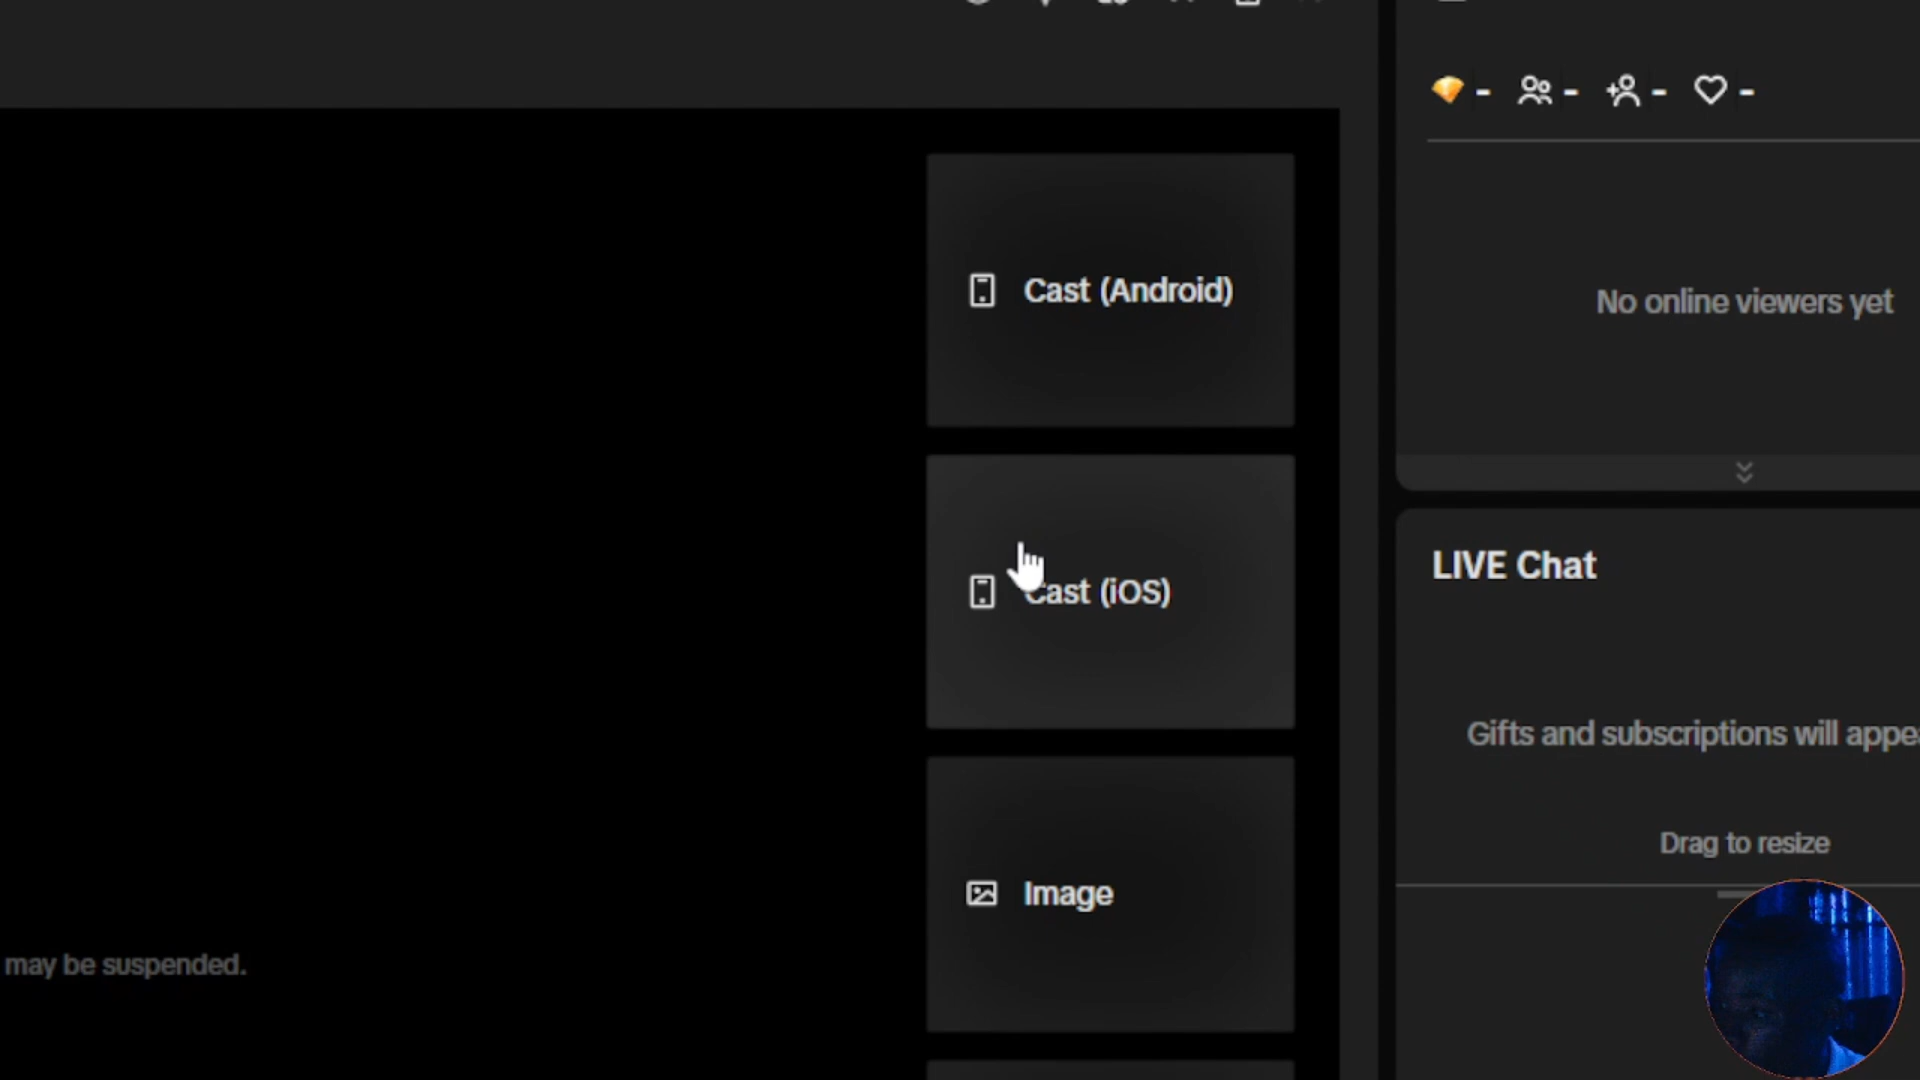 - - - -
Cast (Android)
No online viewers yet
Cast (iOS)
LIVE Chat
Gifts and subscriptions will
Drag to resize
Image
may be suspended.